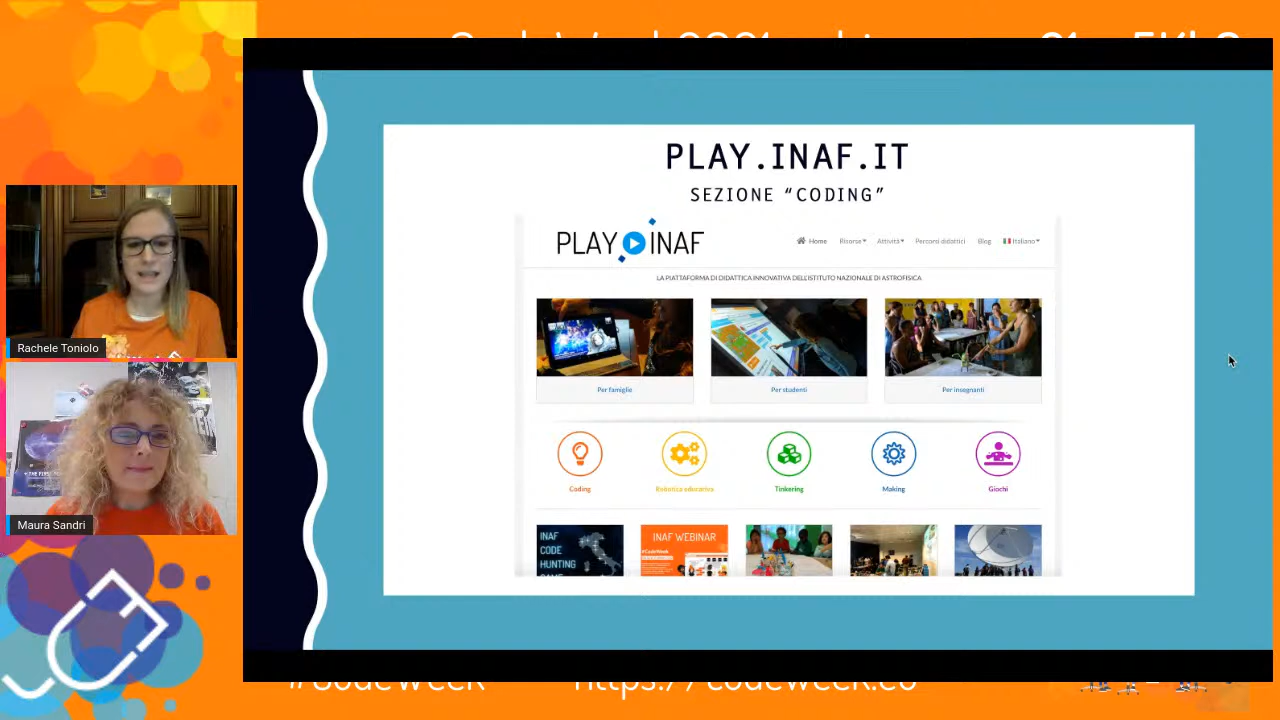 Rachele Toniolo
Maura Sandri
PLAY.INAF.IT
SEZIONE “CODING”
PLAY INAF
Home Risorse Attività Percorsi didattici Blog Italiano
LA PIATTAFORMA DI DIDATTICA INNOVATIVA DELL'ISTITUTO NAZIONALE DI ASTROFISICA
Per famiglie Per studenti Per insegnanti
Coding Robotica educativa Tinkering Making Giochi
INAF
CODE
HUNTING
GAME
INAF WEBINAR
#CodeWeek
#CodeWeek https://codeweek.eu